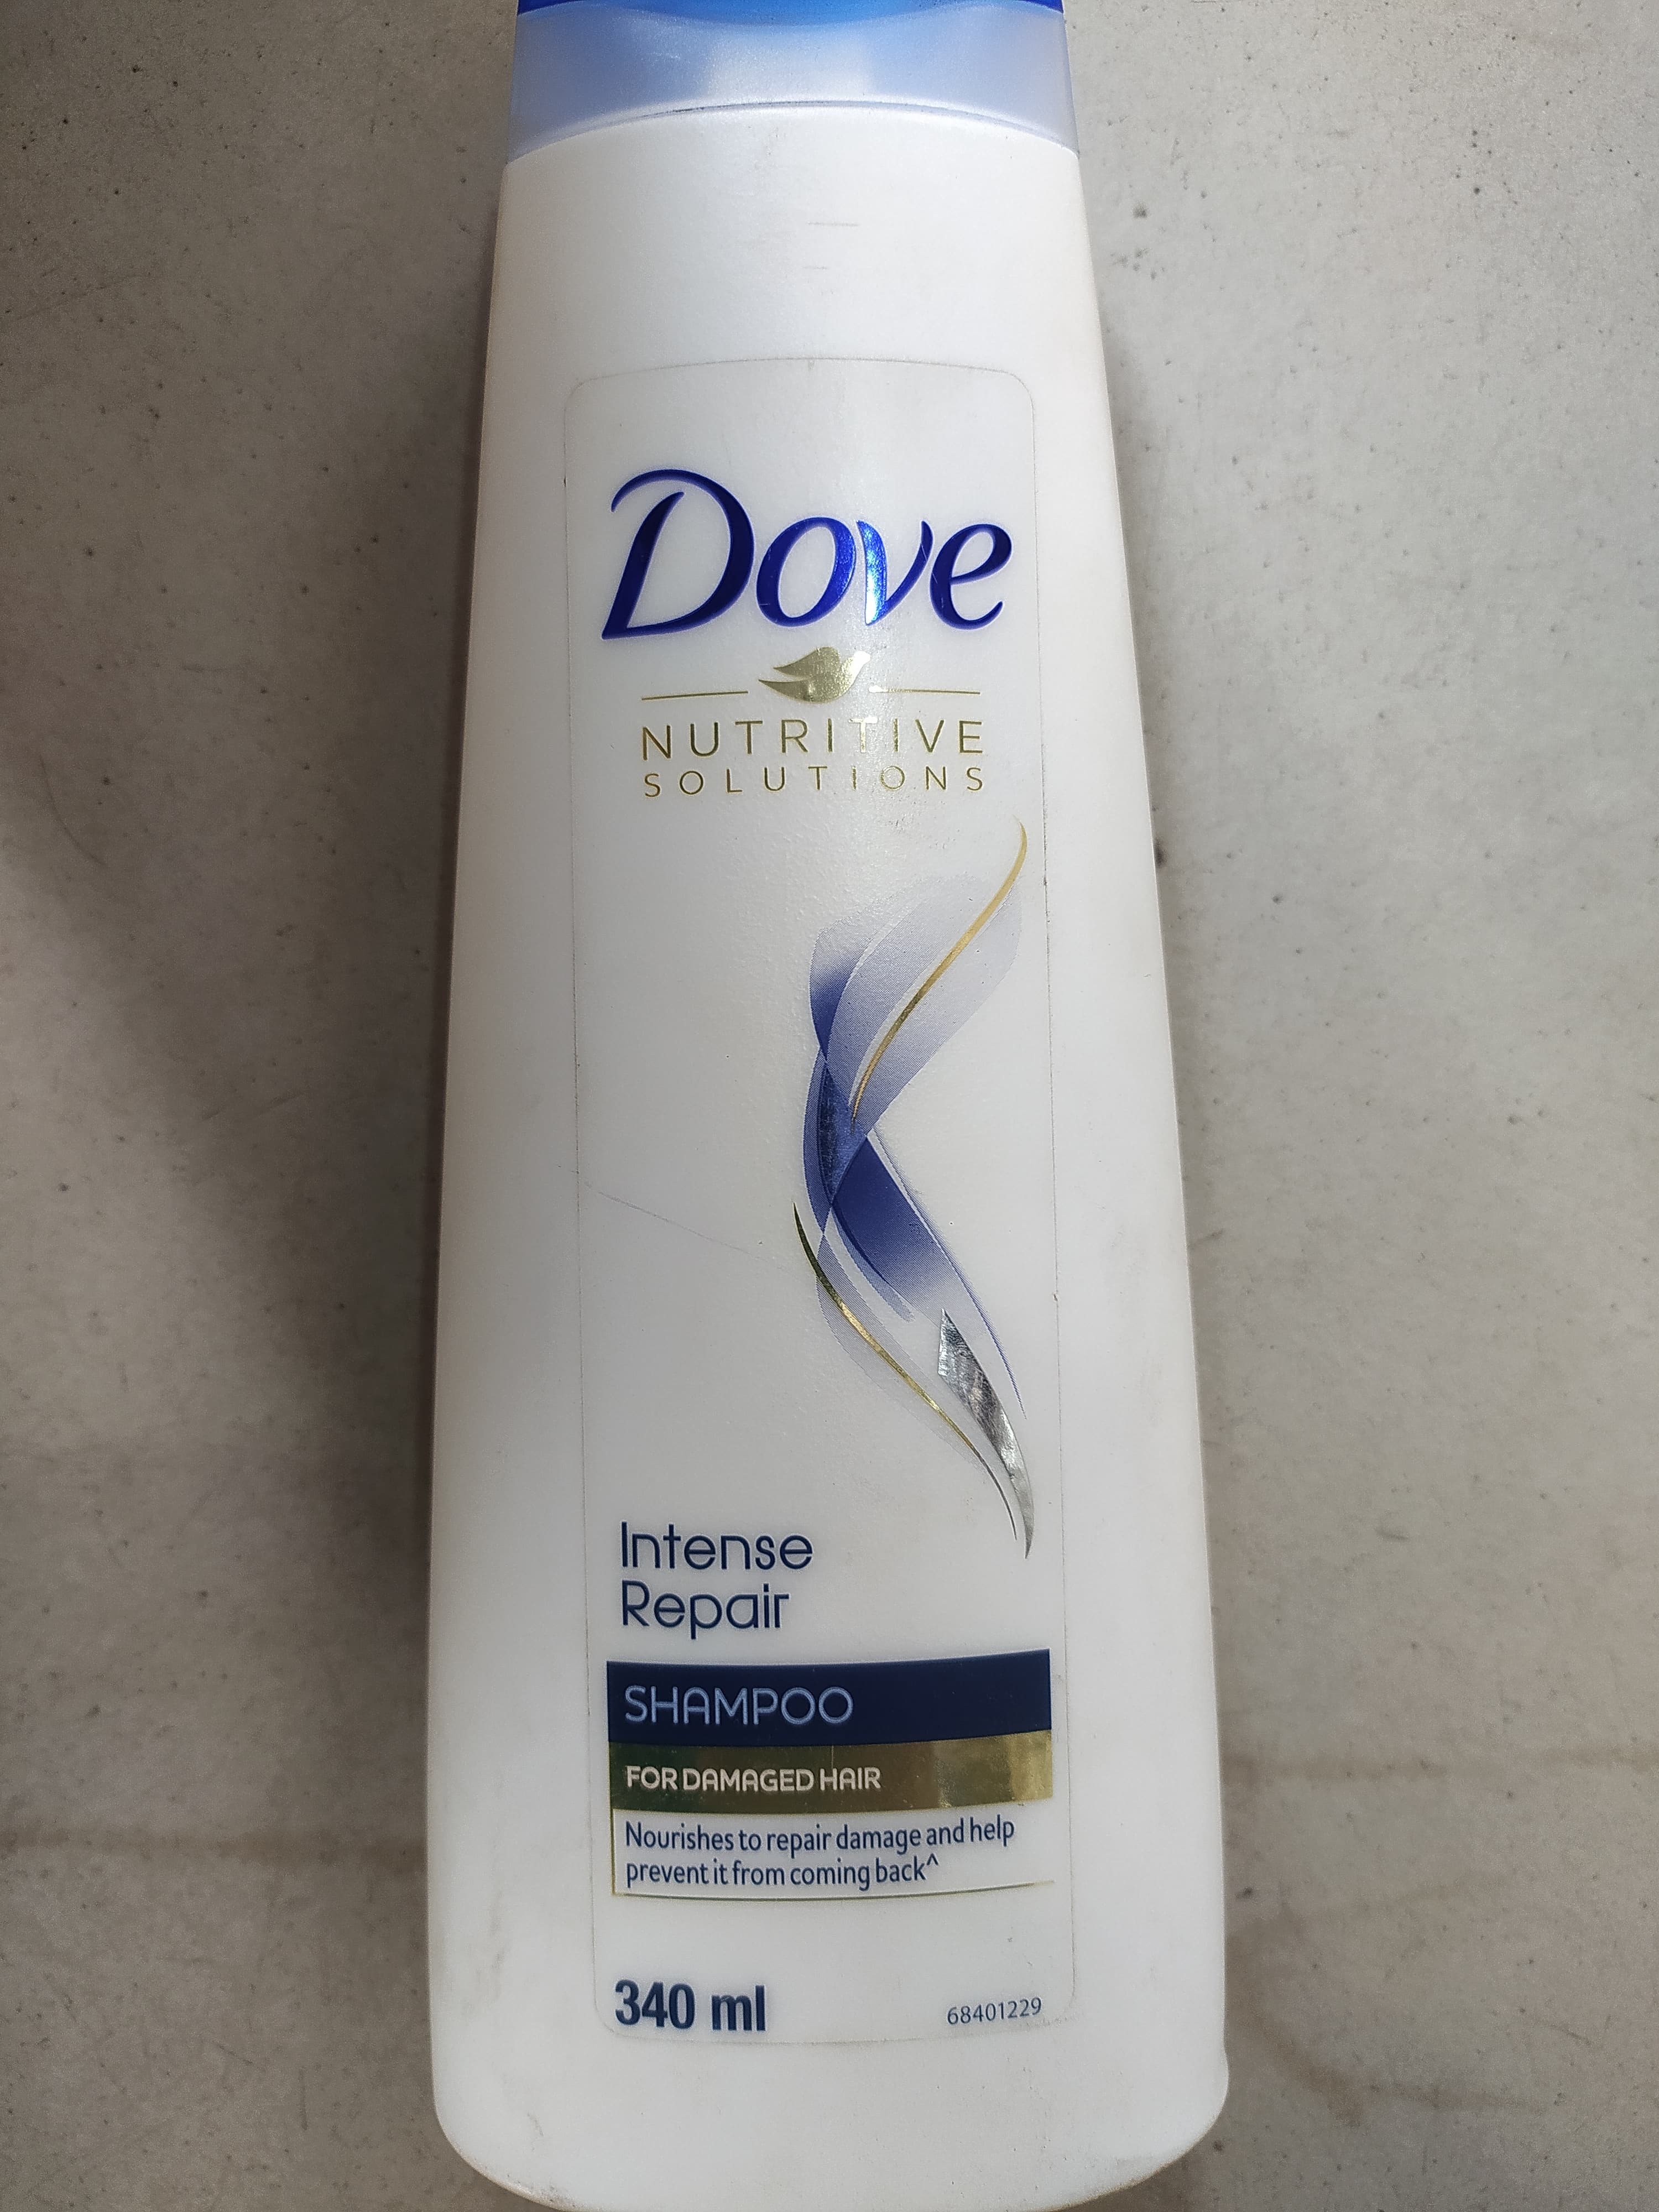 Dove
NUTRITIVE
SOLUTIONS
Intense
Repair
SHAMPOO
FOR DAMAGED HAIR
Nourishes to repair damage and help
prevent it from coming back^
340 ml
68401229